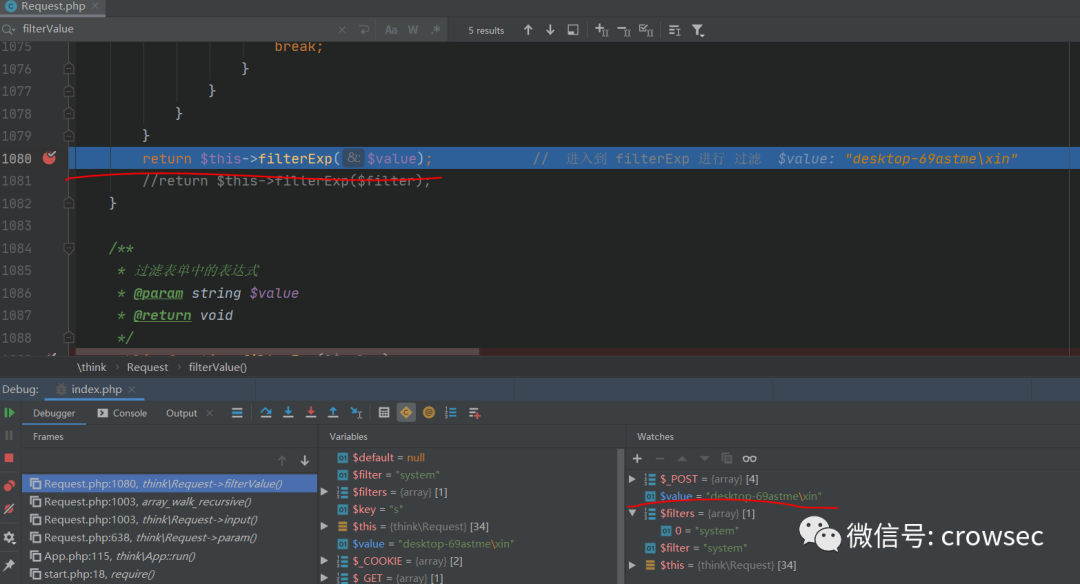 Request.php
filterValue
Aa W .*
5 results
1075 break;
1076 }
1077 }
1078 }
1079 }
1080 return $this->filterExp( &: $value); // 进入到 filterExp 进行 过滤 $value: "desktop-69astme\xin"
1081 //return $this->filterExp($filter);
1082 }
1083
1084 /**
1085 * 过滤表单中的表达式
1086 * @param string $value
1087 * @return void
1088 */
\think › Request › filterValue()
Debug: index.php
Debugger Console Output
Frames
Variables
Watches
Request.php:1080, think\Request->filterValue()
Request.php:1003, array_walk_recursive()
Request.php:1003, think\Request->input()
Request.php:638, think\Request->param()
App.php:115, think\App::run()
start.php:18, require()
$default = null
$filter = "system"
$filters = {array} [1]
$key = "s"
$this = {think\Request} [34]
$value = "desktop-69astme\xin"
$_COOKIE = {array} [2]
$_GET = {array} [1]
$_POST = {array} [4]
$value = "desktop-69astme\xin"
$filters = {array} [1]
0 = "system"
$filter = "system"
$this = {think\Request} [34]
微信号: crowsec